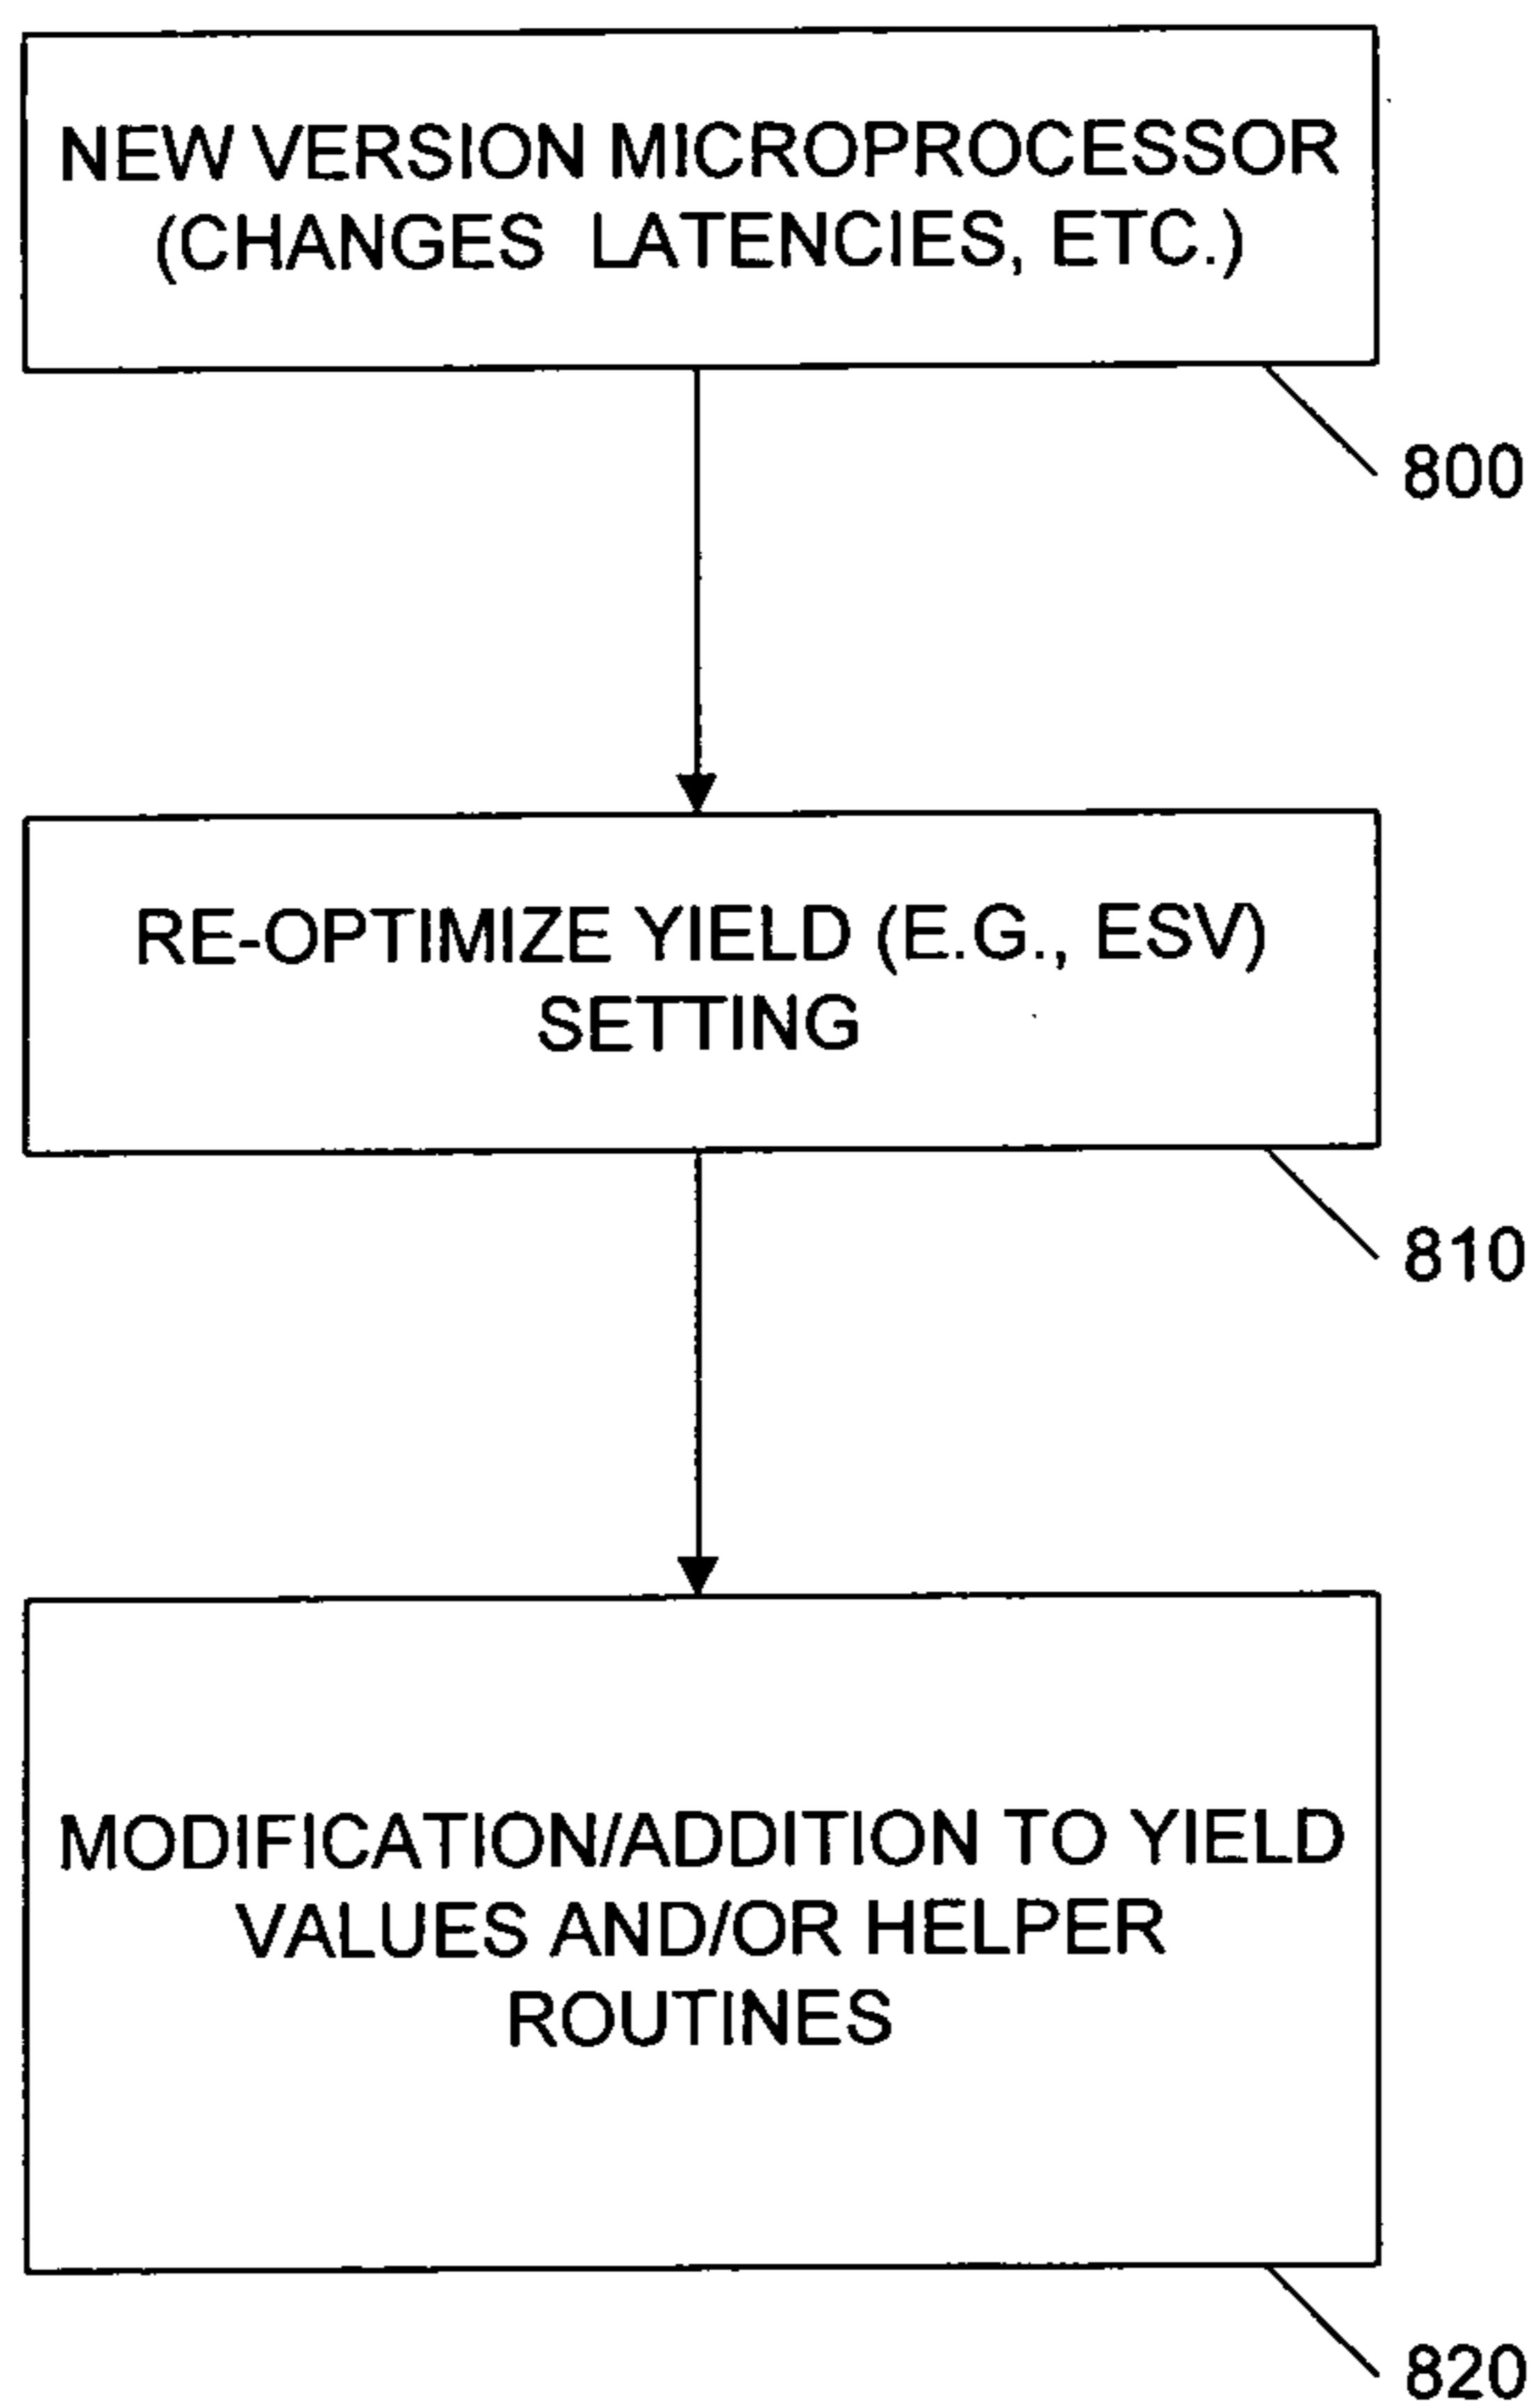 NEW VERSION MICROPROCESSOR
(CHANGES LATENCIES, ETC.)
800
RE-OPTIMIZE YIELD (E.G., ESV)
SETTING
810
MODIFICATION/ADDITION TO YIELD
VALUES AND/OR HELPER
ROUTINES
820